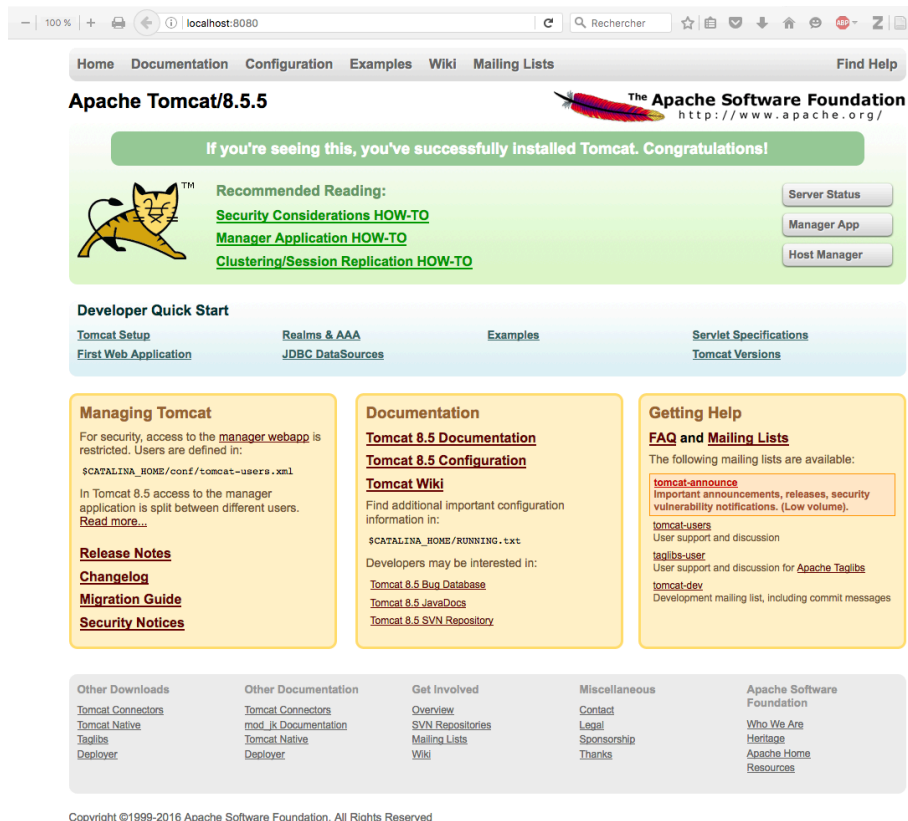 100 %
localhost:8080
Rechercher
ABP
Z
Home Documentation Configuration Examples Wiki Mailing Lists Find Help
Apache Tomcat/8.5.5
The Apache Software Foundation
http://www.apache.org/
If you're seeing this, you've successfully installed Tomcat. Congratulations!
TM
Recommended Reading:
Security Considerations HOW-TO
Manager Application HOW-TO
Clustering/Session Replication HOW-TO
Server Status
Manager App
Host Manager
Developer Quick Start
Tomcat Setup
First Web Application
Realms & AAA
JDBC DataSources
Examples
Servlet Specifications
Tomcat Versions
Managing Tomcat
For security, access to the manager webapp is
restricted. Users are defined in:
$CATALINA_HOME/conf/tomcat-users.xml
In Tomcat 8.5 access to the manager
application is split between different users.
Read more...
Release Notes
Changelog
Migration Guide
Security Notices
Documentation
Tomcat 8.5 Documentation
Tomcat 8.5 Configuration
Tomcat Wiki
Find additional important configuration
information in:
$CATALINA_HOME/RUNNING.txt
Developers may be interested in:
Tomcat 8.5 Bug Database
Tomcat 8.5 JavaDocs
Tomcat 8.5 SVN Repository
Getting Help
FAQ and Mailing Lists
The following mailing lists are available:
tomcat-announce
Important announcements, releases, security
vulnerability notifications. (Low volume).
tomcat-users
User support and discussion
taglibs-user
User support and discussion for Apache Taglibs
tomcat-dev
Development mailing list, including commit messages
Other Downloads
Tomcat Connectors
Tomcat Native
Taglibs
Deployer
Other Documentation
Tomcat Connectors
mod_jk Documentation
Tomcat Native
Deployer
Get Involved
Overview
SVN Repositories
Mailing Lists
Wiki
Miscellaneous
Contact
Legal
Sponsorship
Thanks
Apache Software
Foundation
Who We Are
Heritage
Apache Home
Resources
Copyright ©1999-2016 Apache Software Foundation. All Rights Reserved